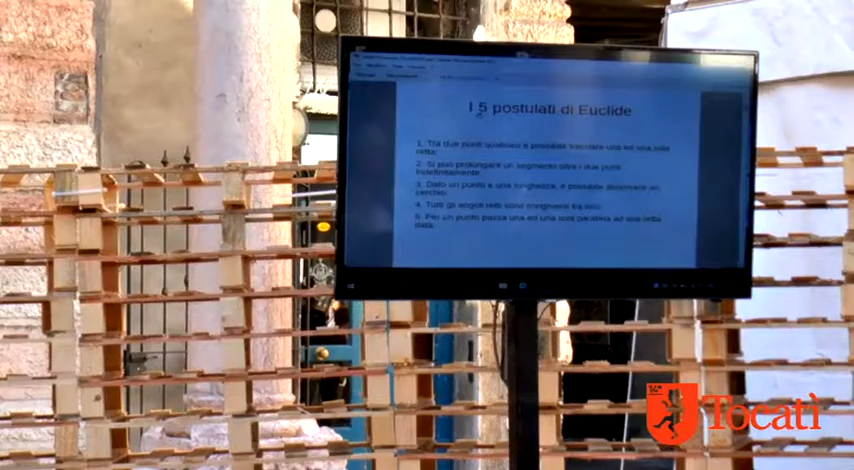 I 5 postulati di Euclide
1. Tra due punti qualsiasi è possibile tracciare una ed una sola
retta;
2. Si può prolungare un segmento oltre i due punti
indefinitamente;
3. Dato un punto e una lunghezza, è possibile descrivere un
cerchio;
4. Tutti gli angoli retti sono congruenti fra loro;
5. Per un punto passa una ed una sola parallela ad una retta
data.
14°
Tocatì